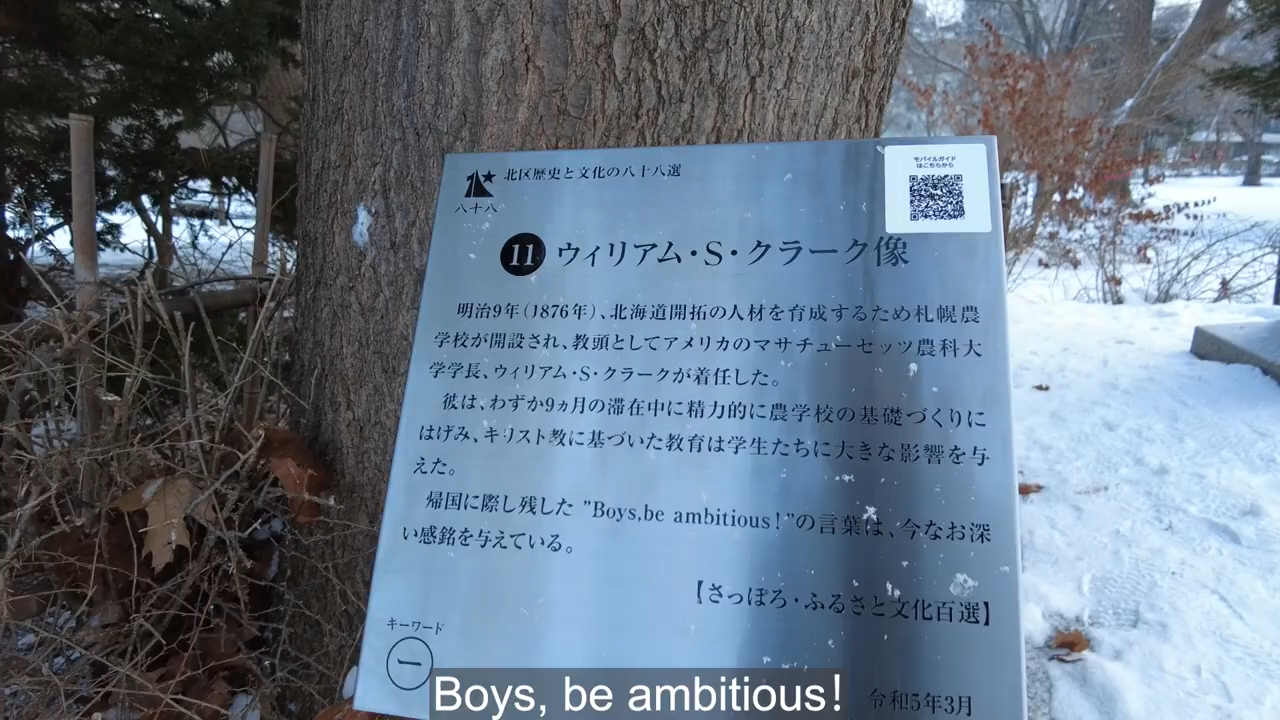 北区歴史と文化の八十八選
八十八
モバイルガイド
はこちらから
11 ウィリアム・S・クラーク像
明治9年(1876年)、北海道開拓の人材を育成するため札幌農
学校が開設され、教頭としてアメリカのマサチューセッツ農科大
学学長、ウィリアム・S・クラークが着任した。
彼は、わずか9ヵ月の滞在中に精力的に農学校の基礎づくりに
はげみ、キリスト教に基づいた教育は学生たちに大きな影響を与
えた。
帰国に際し残した "Boys,be ambitious!"の言葉は、今なお深
い感銘を与えている。
【さっぽろ・ふるさと文化百選】
キーワード
一
令和5年3月
Boys, be ambitious!